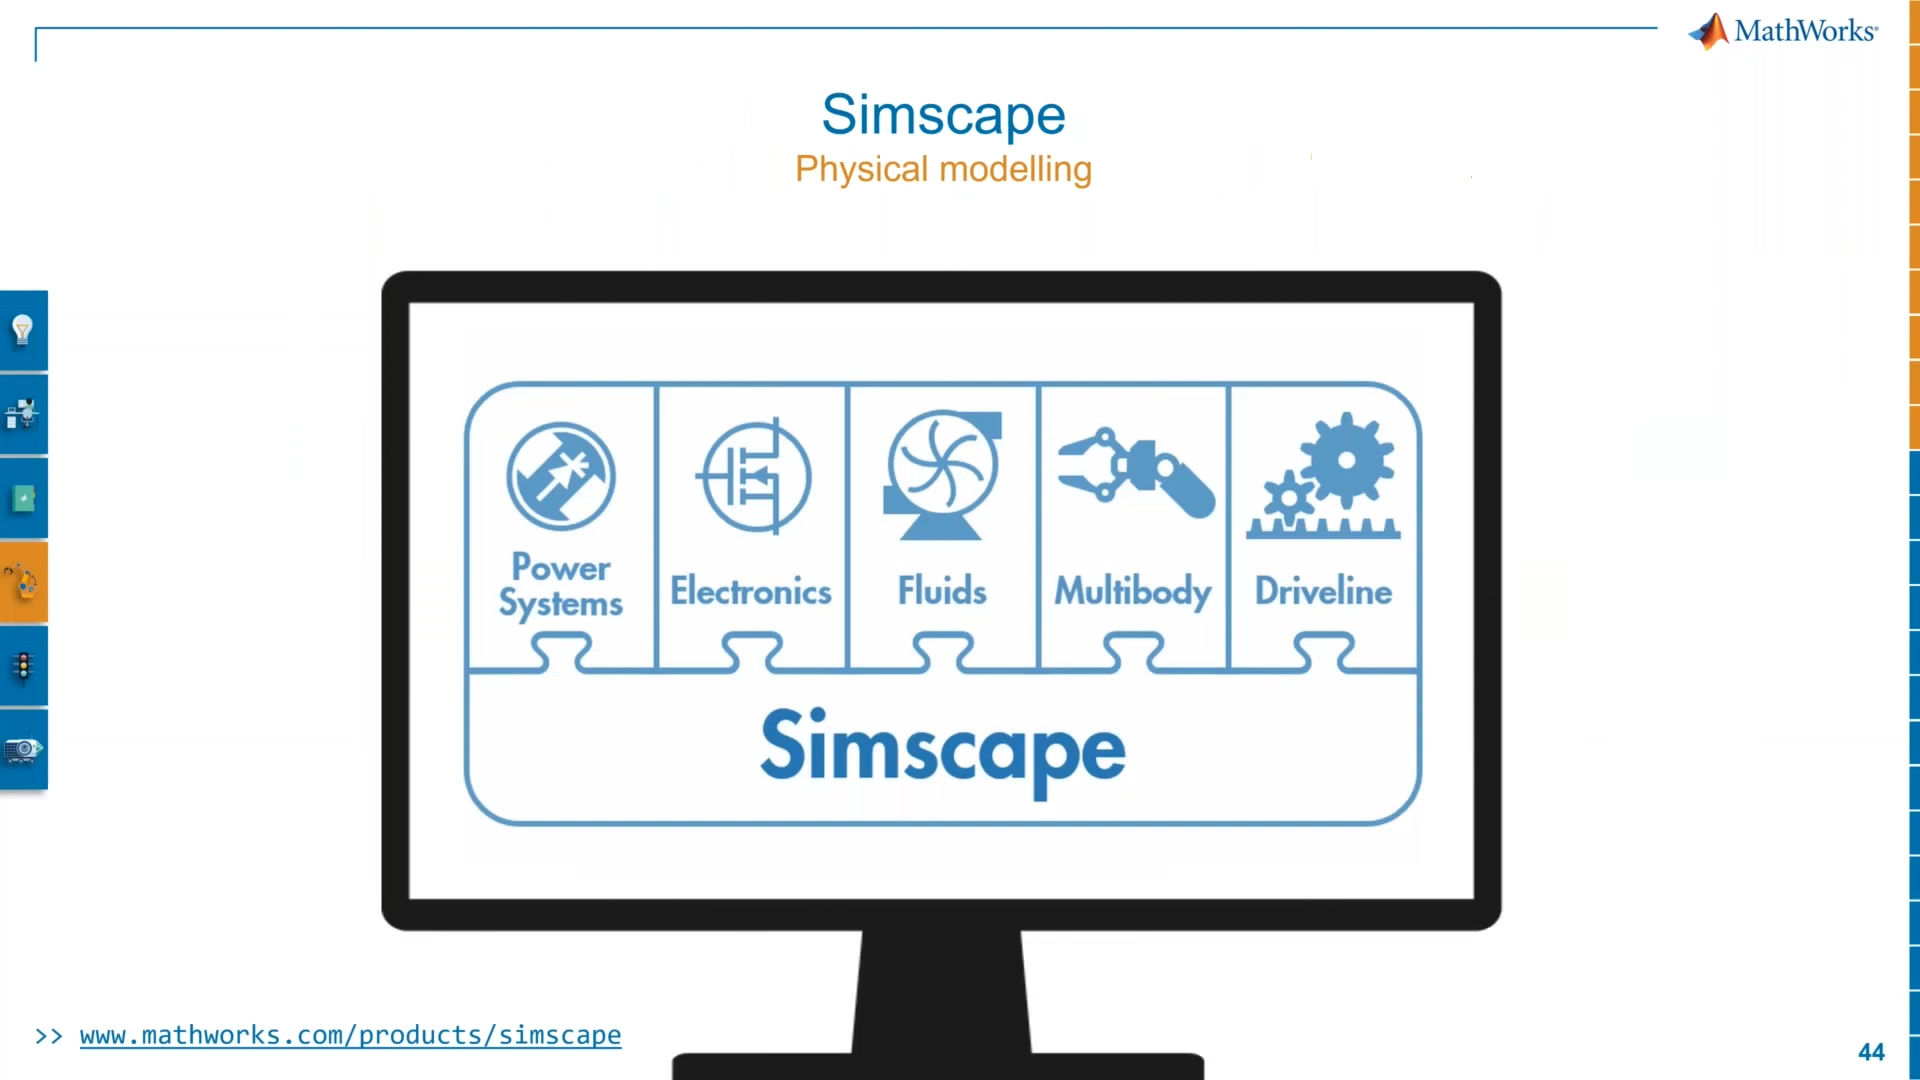 MathWorks®
Simscape
Physical modelling
Power
Systems
Electronics
Fluids
Multibody
Driveline
Simscape
>> www.mathworks.com/products/simscape
44